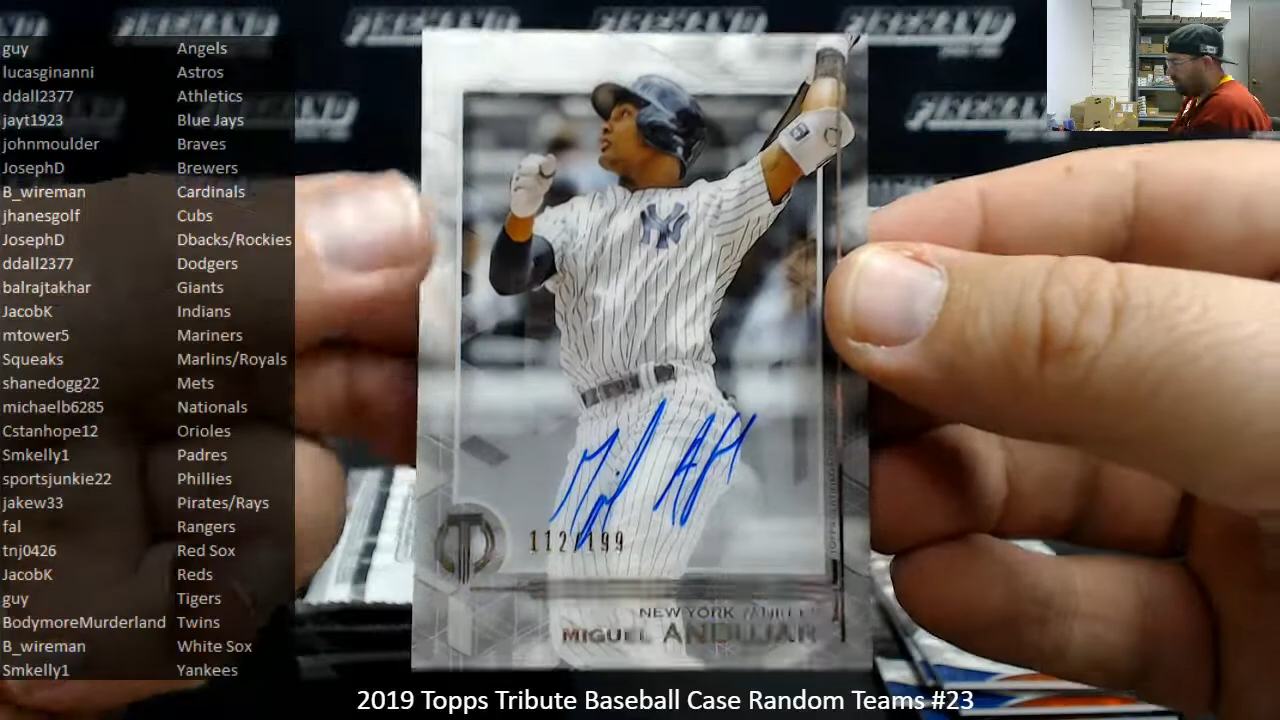 guy Angels
lucasginanni Astros
ddall2377 Athletics
jayt1923 Blue Jays
johnmoulder Braves
JosephD Brewers
B_wireman Cardinals
jhanesgolf Cubs
JosephD Dbacks/Rockies
ddall2377 Dodgers
balrajtakhar Giants
JacobK Indians
mtower5 Mariners
Squeaks Marlins/Royals
shanedogg22 Mets
michaelb6285 Nationals
Cstanhope12 Orioles
Smkelly1 Padres
sportsjunkie22 Phillies
jakew33 Pirates/Rays
fal Rangers
tnj0426 Red Sox
JacobK Reds
guy Tigers
BodymoreMurderland Twins
B_wireman White Sox
Smkelly1 Yankees
NY
112/199
NEW YORK YANKEES
MIGUEL ANDUJAR
2019 Topps Tribute Baseball Case Random Teams #23